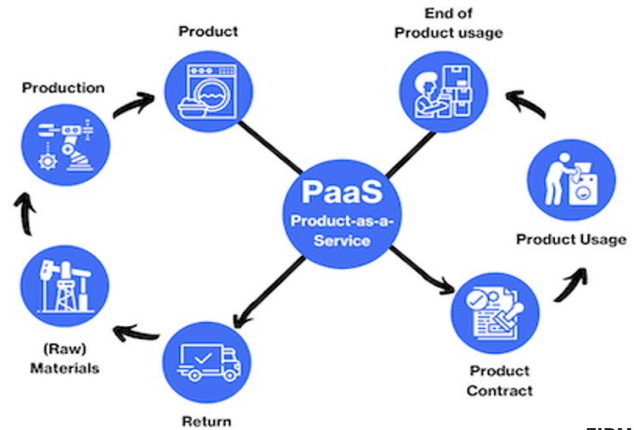 End of
Product usage
Product
Production
PaaS
Product-as-a-
Service
Product Usage
(Raw)
Materials
Product
Contract
Return